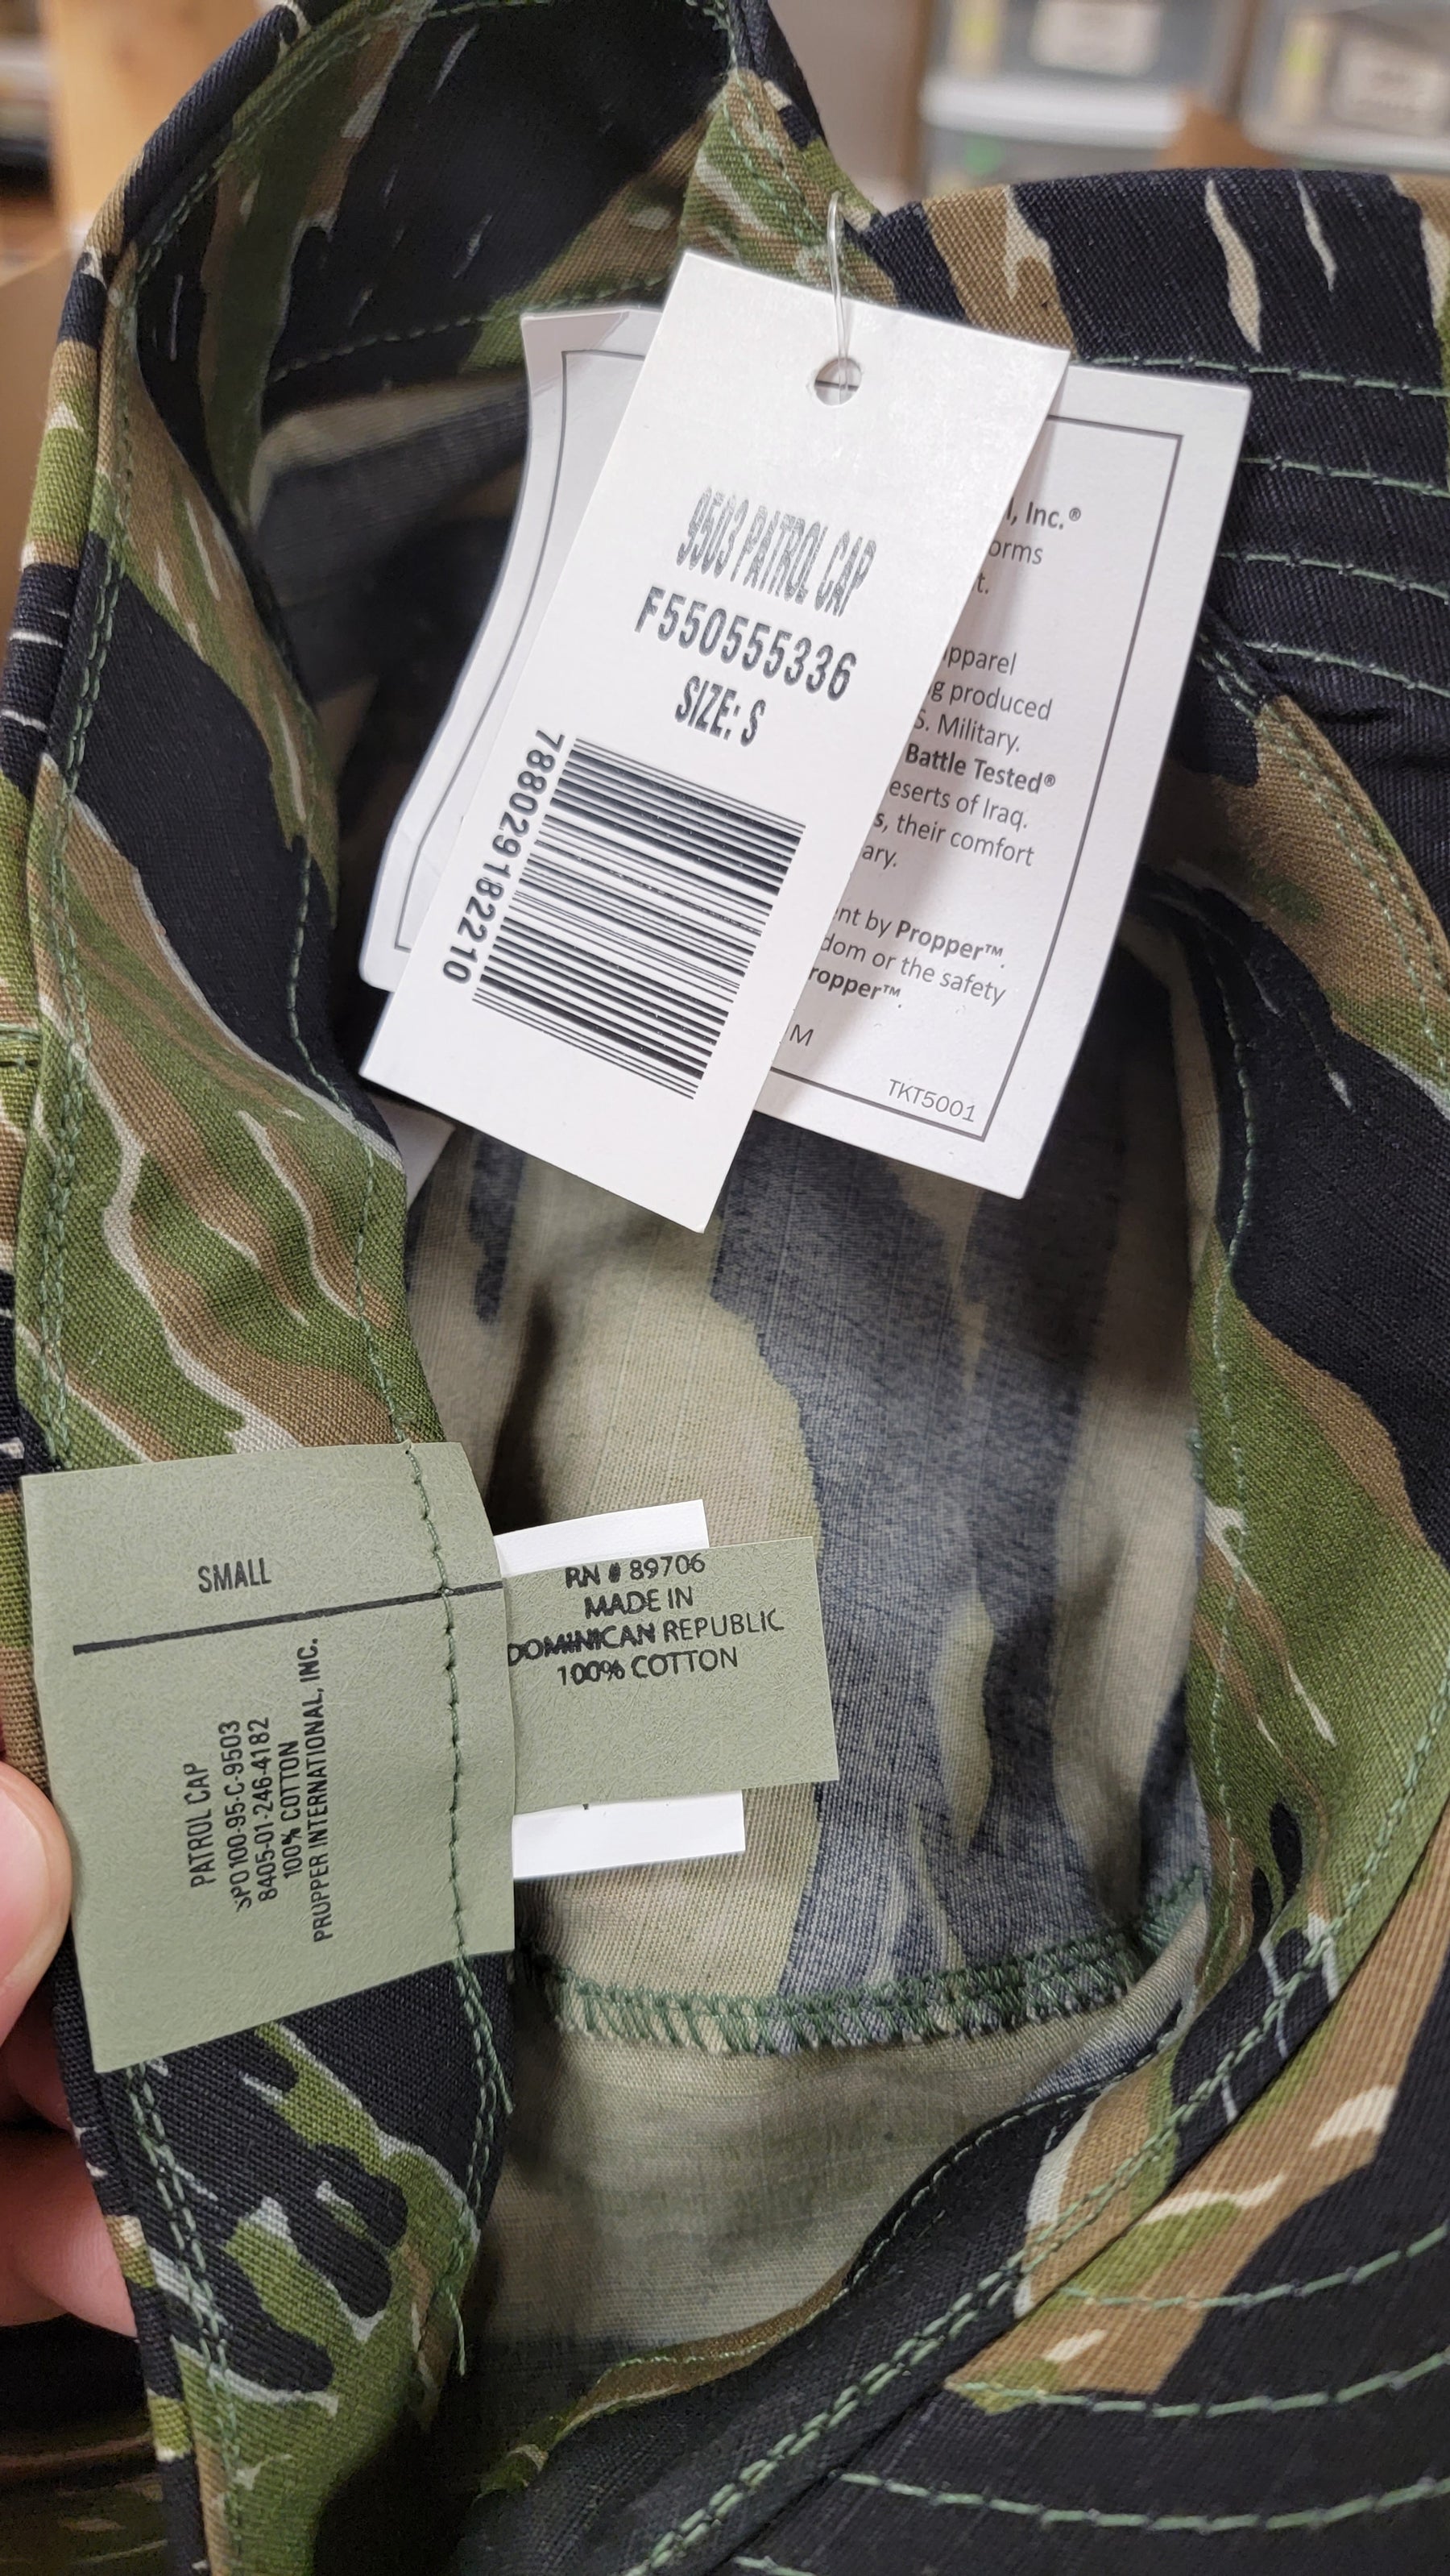 9503 PATROL CAP
F550555336
SIZE: S
788029182210
l, Inc.®
orms
t.
pparel
g produced
S. Military.
Battle Tested®
eserts of Iraq.
s, their comfort
ary.
nt by Propper™.
dom or the safety
ropper™.
M
TKT5001
SMALL
PATROL CAP
SPO100-95-C-9503
8405-01-246-4182
100% COTTON
PRUPPER INTERNATIONAL, INC.
RN # 89706
MADE IN
DOMINICAN REPUBLIC
100% COTTON